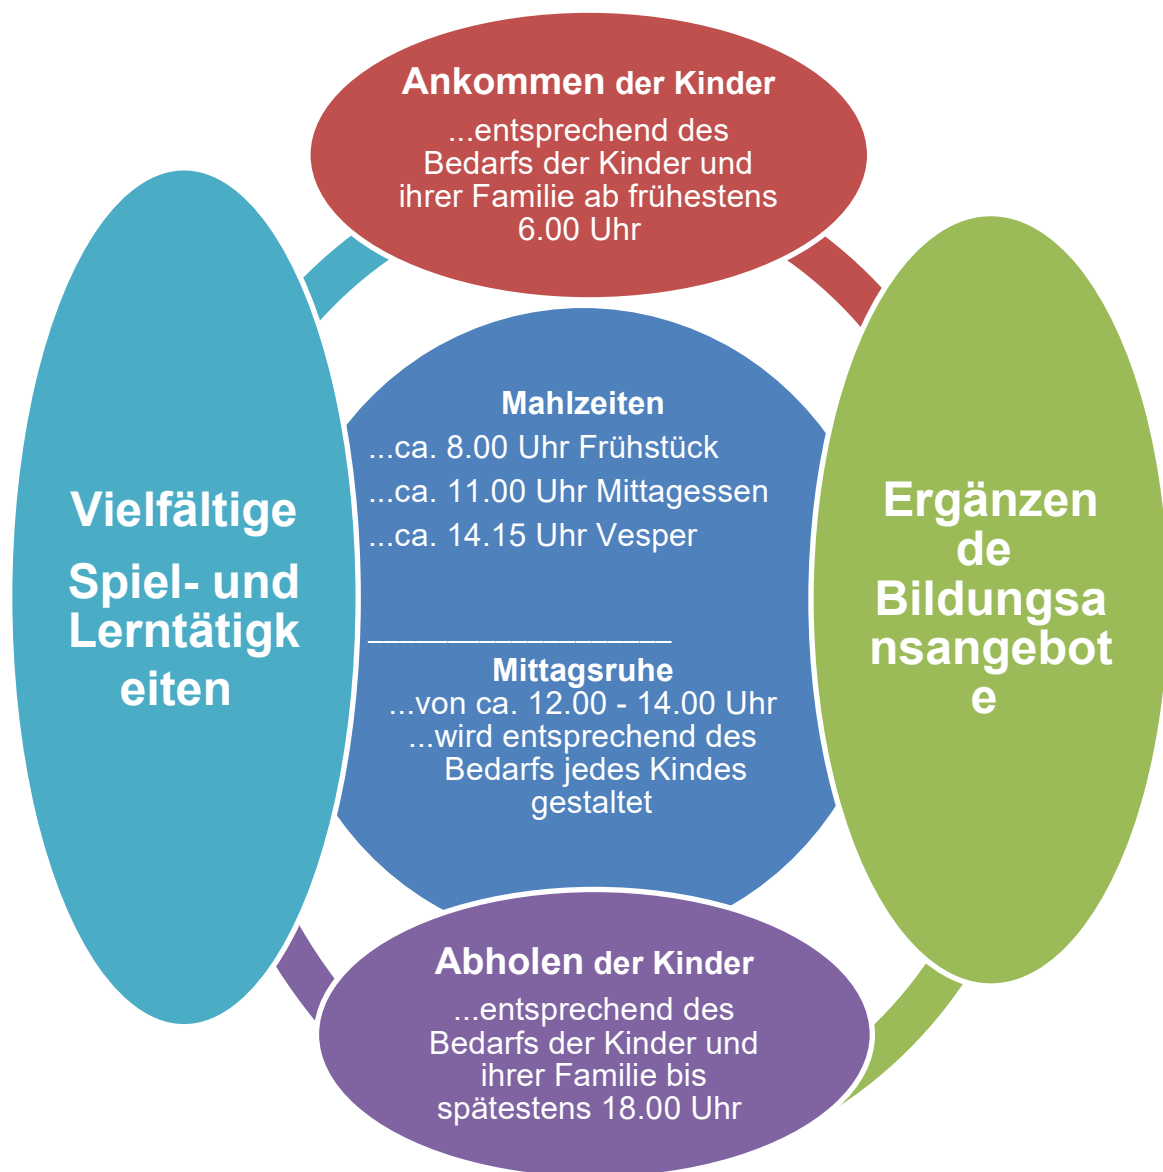 Ankommen der Kinder
...entsprechend des
Bedarfs der Kinder und
ihrer Familie ab frühestens
6.00 Uhr
Vielfältige
Spiel- und
Lerntätigk
eiten
Mahlzeiten
...ca. 8.00 Uhr Frühstück
...ca. 11.00 Uhr Mittagessen
...ca. 14.15 Uhr Vesper
___________________
Mittagsruhe
...von ca. 12.00 - 14.00 Uhr
...wird entsprechend des
Bedarfs jedes Kindes
gestaltet
Ergänzen
de
Bildungsa
nsangebot
e
Abholen der Kinder
...entsprechend des
Bedarfs der Kinder und
ihrer Familie bis
spätestens 18.00 Uhr